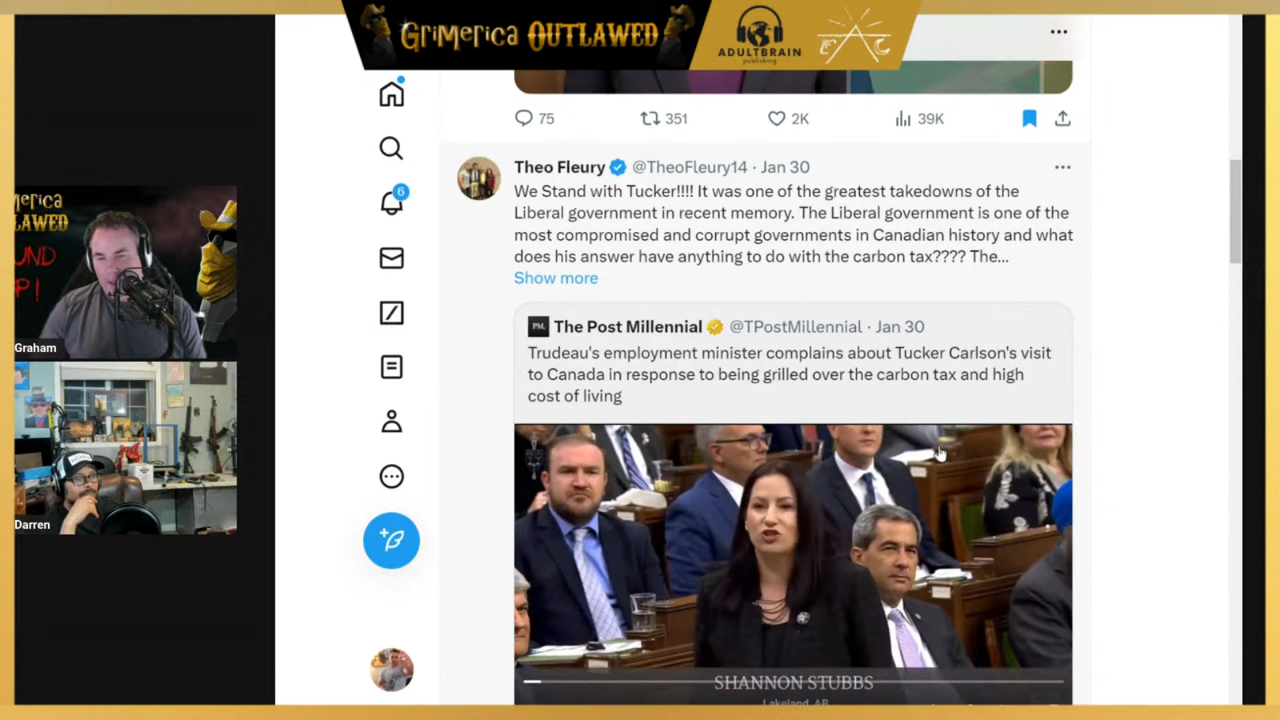 GRIMERICA OUTLAWED
ADULTBRAIN
publishing
75
351
2K
39K
Theo Fleury @TheoFleury14 · Jan 30
We Stand with Tucker!!!! It was one of the greatest takedowns of the
Liberal government in recent memory. The Liberal government is one of the
most compromised and corrupt governments in Canadian history and what
does his answer have anything to do with the carbon tax???? The...
Show more
PM.
The Post Millennial @TPostMillennial · Jan 30
Trudeau's employment minister complains about Tucker Carlson's visit
to Canada in response to being grilled over the carbon tax and high
cost of living
SHANNON STUBBS
Lakeland, AB
6
Graham
Darren